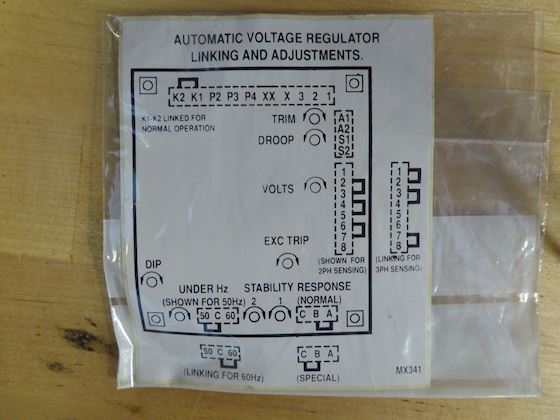 AUTOMATIC VOLTAGE REGULATOR
LINKING AND ADJUSTMENTS.
K2 K1 P2 P3 P4 XX X 3 2 1
K1-K2 LINKED FOR
NORMAL OPERATION
TRIM
DROOP
A1
A2
S1
S2
VOLTS
1
2
3
4
5
6
7
8
1
2
3
4
5
6
7
8
EXC TRIP
(SHOWN FOR
2PH SENSING)
(LINKING FOR
3PH SENSING)
DIP
UNDER Hz
(SHOWN FOR 50Hz)
STABILITY RESPONSE
2 1 (NORMAL)
50 C 60
C B A
50 C 60
C B A
(LINKING FOR 60Hz)
(SPECIAL)
MX341